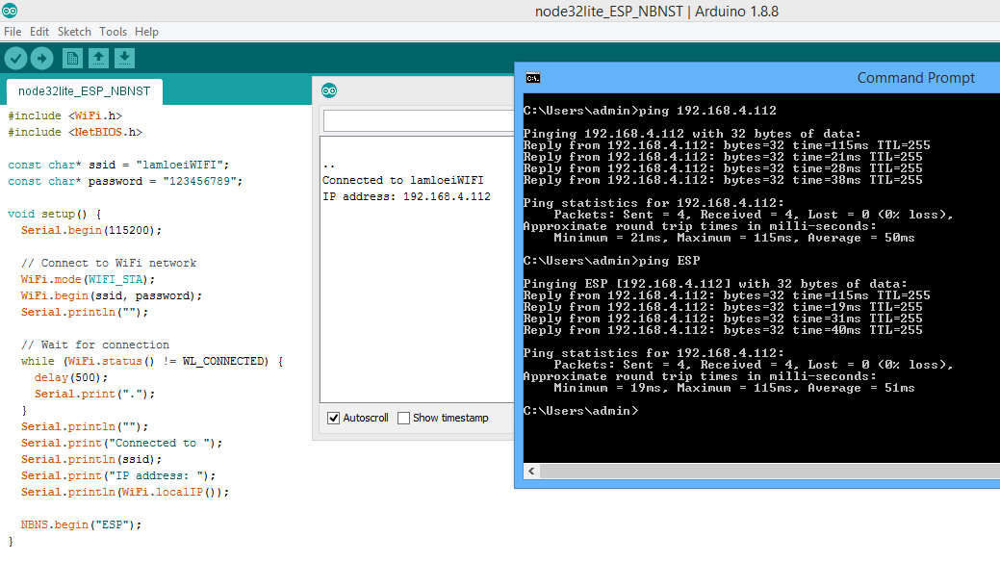 node32lite_ESP_NBNST | Arduino 1.8.8
File Edit Sketch Tools Help
node32lite_ESP_NBNST
#include <WiFi.h>
#include <NetBIOS.h>
const char* ssid = "lamloeiWIFI";
const char* password = "123456789";
void setup() {
Serial.begin(115200);
// Connect to WiFi network
WiFi.mode(WIFI_STA);
WiFi.begin(ssid, password);
Serial.println("");
// Wait for connection
while (WiFi.status() != WL_CONNECTED) {
delay(500);
Serial.print(".");
}
Serial.println("");
Serial.print("Connected to ");
Serial.println(ssid);
Serial.print("IP address: ");
Serial.println(WiFi.localIP());
NBNS.begin("ESP");
}
..
Connected to lamloeiWIFI
IP address: 192.168.4.112
Autoscroll Show timestamp
Command Prompt
C:\Users\admin>ping 192.168.4.112
Pinging 192.168.4.112 with 32 bytes of data:
Reply from 192.168.4.112: bytes=32 time=115ms TTL=255
Reply from 192.168.4.112: bytes=32 time=21ms TTL=255
Reply from 192.168.4.112: bytes=32 time=28ms TTL=255
Reply from 192.168.4.112: bytes=32 time=38ms TTL=255
Ping statistics for 192.168.4.112:
Packets: Sent = 4, Received = 4, Lost = 0 (0% loss),
Approximate round trip times in milli-seconds:
Minimum = 21ms, Maximum = 115ms, Average = 50ms
C:\Users\admin>ping ESP
Pinging ESP [192.168.4.112] with 32 bytes of data:
Reply from 192.168.4.112: bytes=32 time=115ms TTL=255
Reply from 192.168.4.112: bytes=32 time=19ms TTL=255
Reply from 192.168.4.112: bytes=32 time=31ms TTL=255
Reply from 192.168.4.112: bytes=32 time=40ms TTL=255
Ping statistics for 192.168.4.112:
Packets: Sent = 4, Received = 4, Lost = 0 (0% loss),
Approximate round trip times in milli-seconds:
Minimum = 19ms, Maximum = 115ms, Average = 51ms
C:\Users\admin>